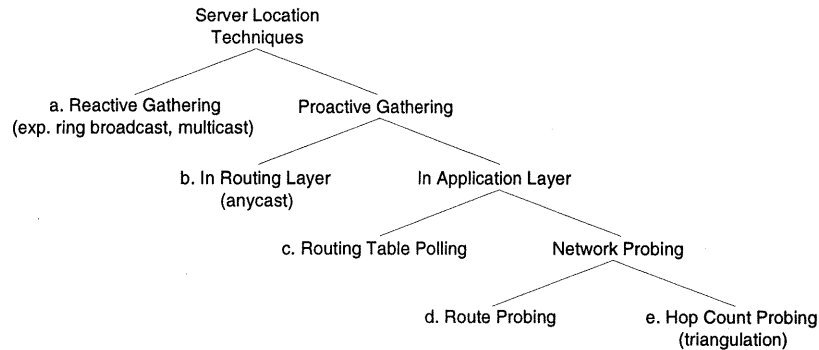 Server Location
Techniques
a. Reactive Gathering
(exp. ring broadcast, multicast)
Proactive Gathering
b. In Routing Layer
(anycast)
In Application Layer
c. Routing Table Polling
Network Probing
d. Route Probing
e. Hop Count Probing
(triangulation)